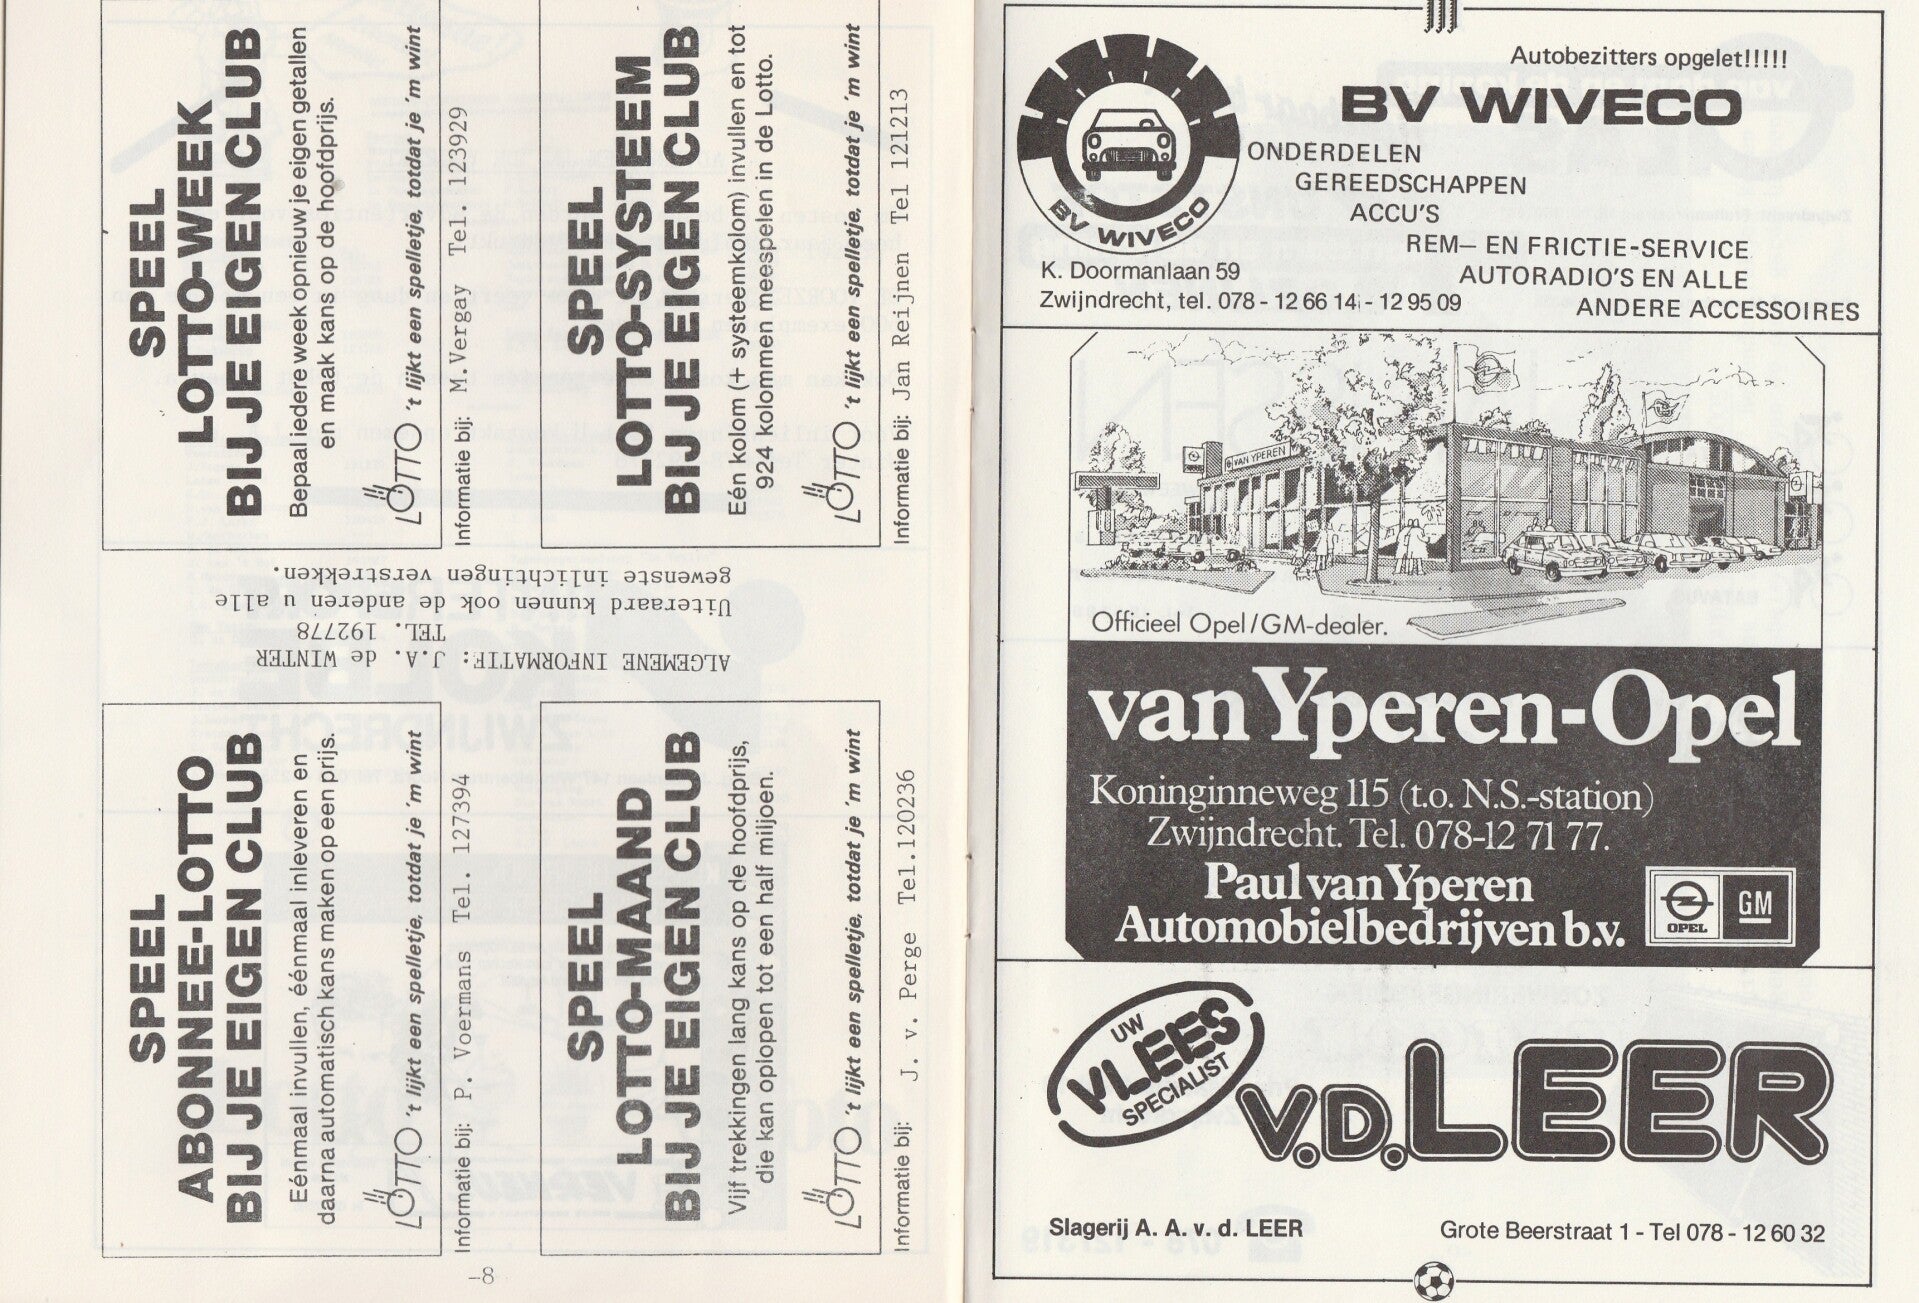 SPEEL
LOTTO-WEEK
BIJ JE EIGEN CLUB
Bepaal iedere week opnieuw je eigen getallen
en maak kans op de hoofdprijs.
LOTTO 't lijkt een spelletje, totdat je 'm wint
Informatie bij: M.Vergay Tel. 123929
SPEEL
LOTTO-SYSTEEM
BIJ JE EIGEN CLUB
Eén kolom (+ systeemkolom) invullen en tot
924 kolommen meespelen in de Lotto.
LOTTO 't lijkt een spelletje, totdat je 'm wint
Informatie bij: Jan Reijnen Tel 121213
ALGEMENE INFORMATIE: J.A. de WINTER
TEL. 192778
Uiteraard kunnen ook de anderen u alle
gewenste inlichtingen verstrekken.
SPEEL
ABONNEE-LOTTO
BIJ JE EIGEN CLUB
Éénmaal invullen, éénmaal inleveren en
daarna automatisch kans maken op een prijs.
LOTTO 't lijkt een spelletje, totdat je 'm wint
Informatie bij: P. Voermans Tel. 127394
SPEEL
LOTTO-MAAND
BIJ JE EIGEN CLUB
Vijf trekkingen lang kans op de hoofdprijs,
die kan oplopen tot een half miljoen.
LOTTO 't lijkt een spelletje, totdat je 'm wint
Informatie bij: J. v. Perge Tel.120236
-8
Autobezitters opgelet!!!!!
BV WIVECO
BV WIVECO
ONDERDELEN
GEREEDSCHAPPEN
ACCU'S
REM- EN FRICTIE-SERVICE
AUTORADIO'S EN ALLE
ANDERE ACCESSOIRES
K. Doormanlaan 59
Zwijndrecht, tel. 078 - 12 66 14 - 12 95 09
VAN YPEREN
Officieel Opel/GM-dealer.
van Yperen-Opel
Koninginneweg 115 (t.o. N.S.-station)
Zwijndrecht. Tel. 078-12 71 77.
Paul van Yperen
Automobielbedrijven b.v.
OPEL
GM
UW
VLEES
SPECIALIST
V.D. LEER
Slagerij A. A. v. d. LEER
Grote Beerstraat 1 - Tel 078 - 12 60 32